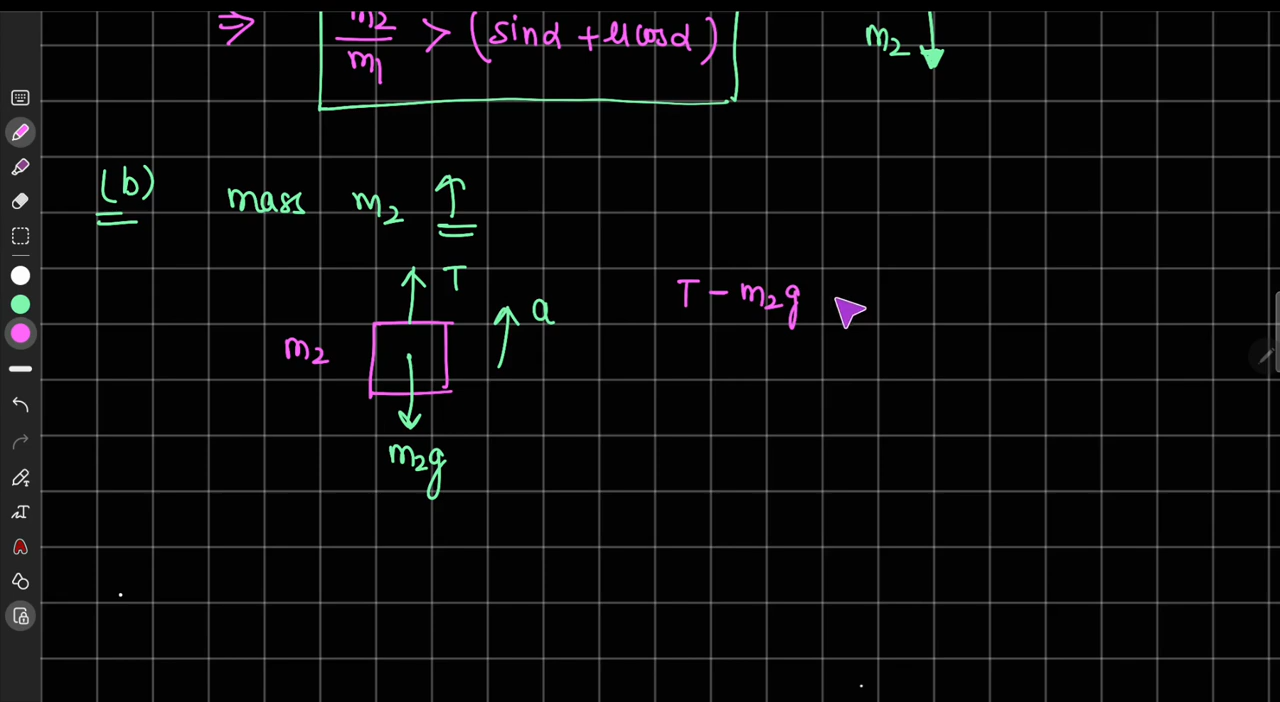 ⇒ m2/m1 > (sinα + μcosα)
m2
(b) mass m2 ↑
T
a
T - m2g
m2
m2g